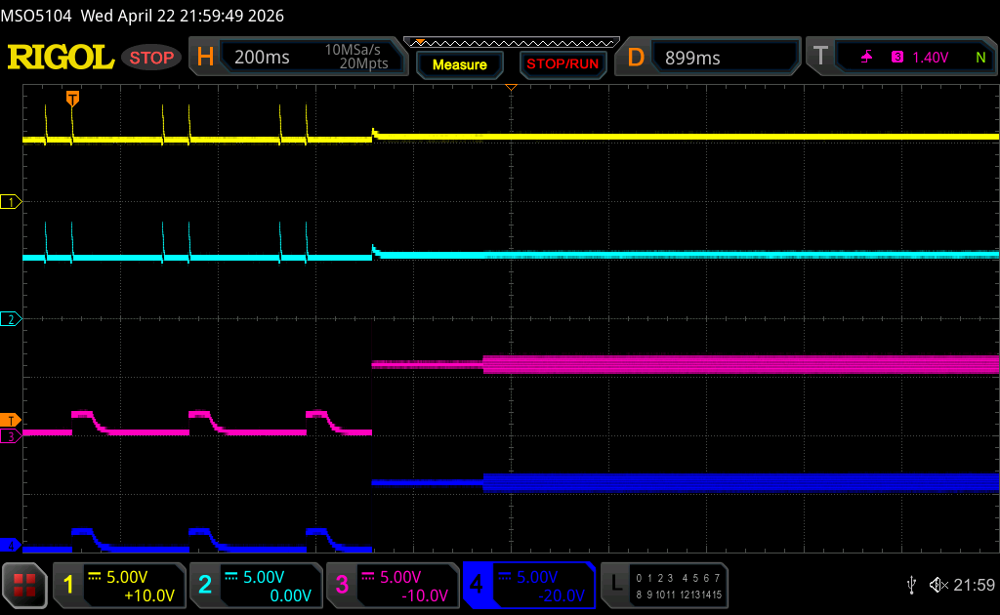 MSO5104 Wed April 22 21:59:49 2026
RIGOL STOP H 200ms 10MSa/s 20Mpts Measure STOP/RUN D 899ms T 3 1.40V N
T
1
2
T
3
4
1 5.00V +10.0V 2 5.00V 0.00V 3 5.00V -10.0V 4 5.00V -20.0V L 0 1 2 3 4 5 6 7
8 9 10 11 12 13 14 15
21:59